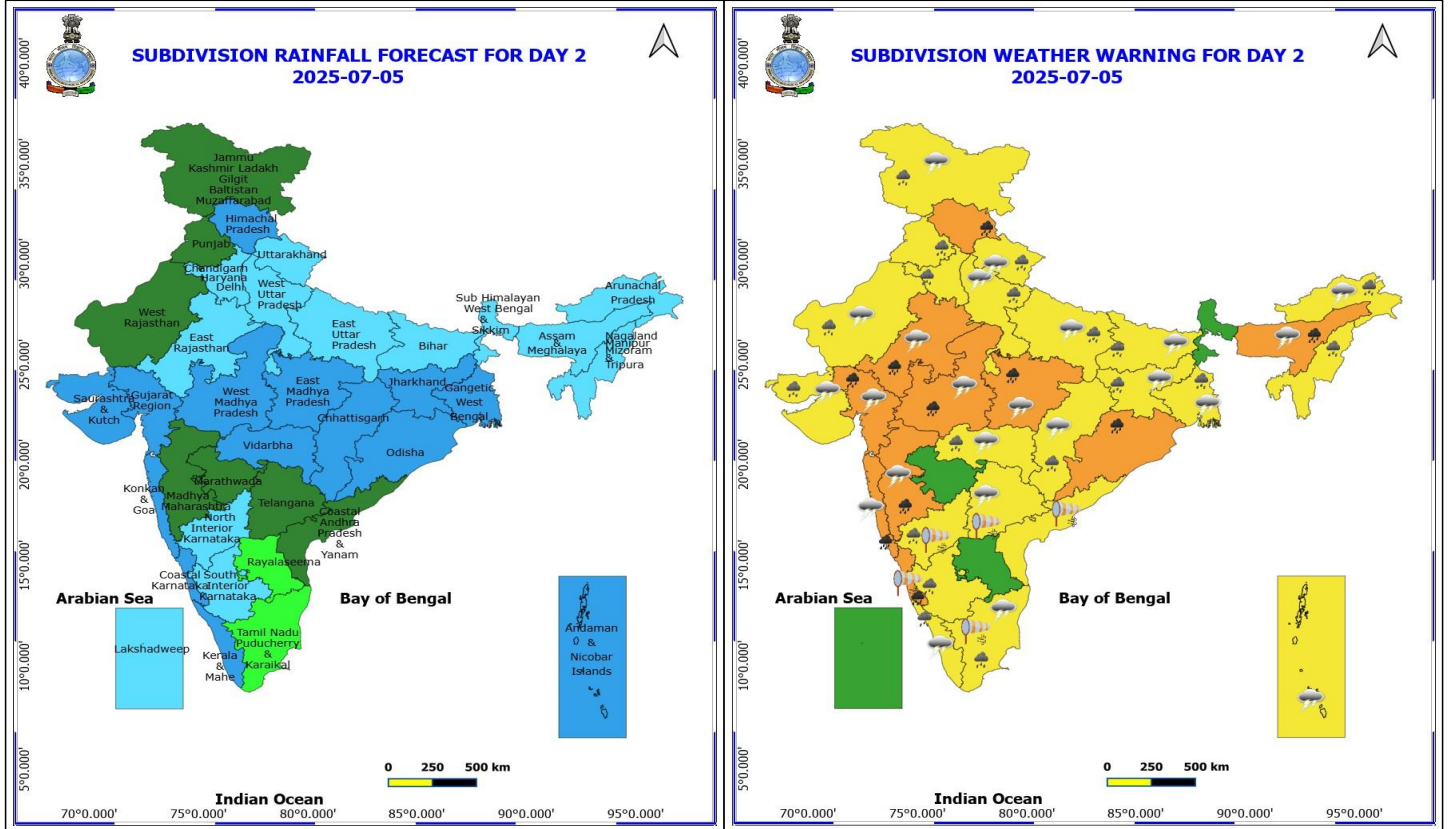 SUBDIVISION RAINFALL FORECAST FOR DAY 2
2025-07-05
40°0.000'
35°0.000'
30°0.000'
25°0.000'
20°0.000'
15°0.000'
10°0.000'
5°0.000'
Jammu
Kashmir Ladakh
Gilgit
Baltistan
Muzaffarabad
Himachal
Pradesh
Punjab
Uttarakhand
Chandigarh
Haryana
Delhi
West
Uttar
Pradesh
West
Rajasthan
East
Rajasthan
East
Uttar
Pradesh
Bihar
Sub Himalayan
West Bengal
&
Sikkim
Arunachal
Pradesh
Assam
&
Meghalaya
Nagaland
Manipur
Mizoram
&
Tripura
Saurashtra
&
Kutch
Gujarat
Region
West
Madhya
Pradesh
East
Madhya
Pradesh
Jharkhand
Gangetic
West
Bengal
Chhattisgarh
Vidarbha
Odisha
Konkan
&
Goa
Madhya
Maharashtra
Marathwada
Telangana
North
Interior
Karnataka
Coastal
Andhra
Pradesh
&
Yanam
Rayalaseema
Coastal
Karnataka
South
Interior
Karnataka
Arabian Sea
Bay of Bengal
Lakshadweep
Tamil Nadu
Puducherry
&
Karaikal
Kerala
&
Mahe
Andaman
&
Nicobar
Islands
0 250 500 km
Indian Ocean
70°0.000' 75°0.000' 80°0.000' 85°0.000' 90°0.000' 95°0.000'
SUBDIVISION WEATHER WARNING FOR DAY 2
2025-07-05
40°0.000'
35°0.000'
30°0.000'
25°0.000'
20°0.000'
15°0.000'
10°0.000'
5°0.000'
Arabian Sea
Bay of Bengal
0 250 500 km
Indian Ocean
70°0.000' 75°0.000' 80°0.000' 85°0.000' 90°0.000' 95°0.000'